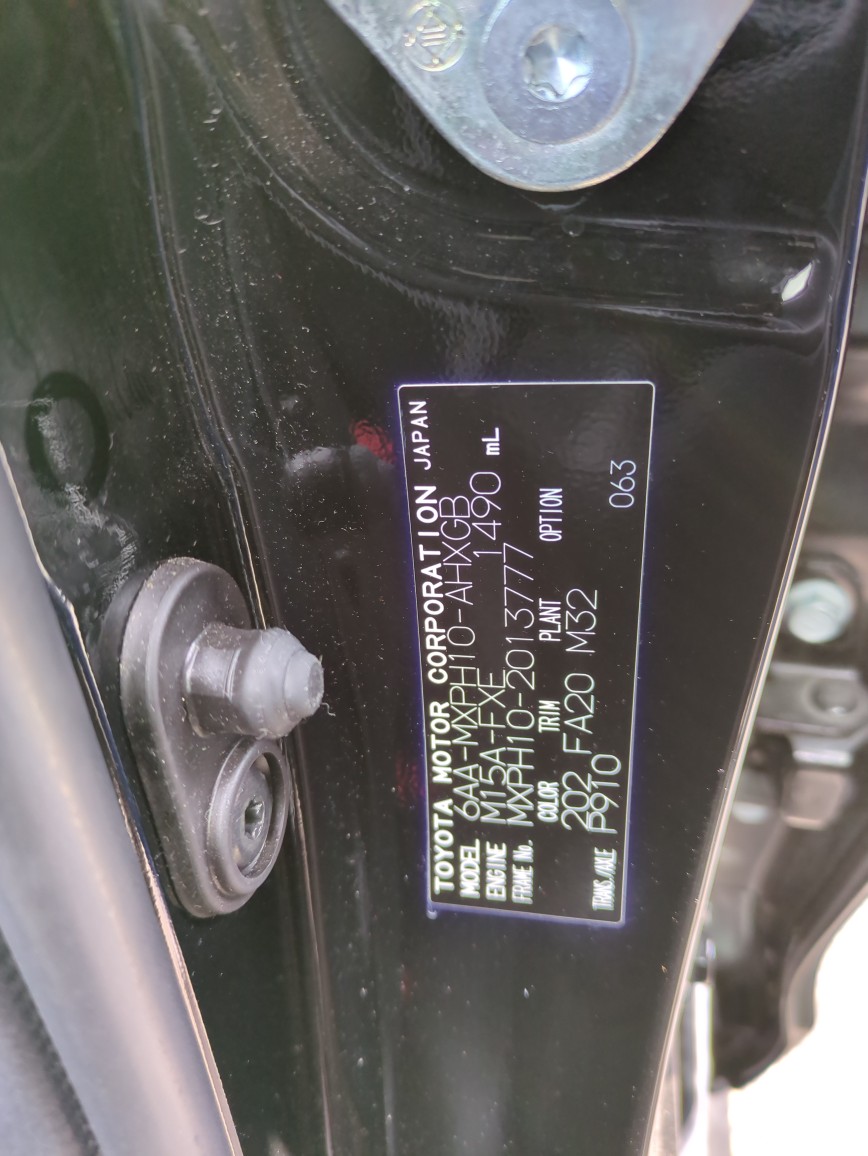 TOYOTA MOTOR CORPORATION JAPAN
MODEL 6AA-MXPH10-AHXGB
ENGINE M15A-FXE 1490 mL
FRAME No. MXPH10-2013777
COLOR TRIM PLANT OPTION
202 FA20 M32
TRANS./AXLE P910 063